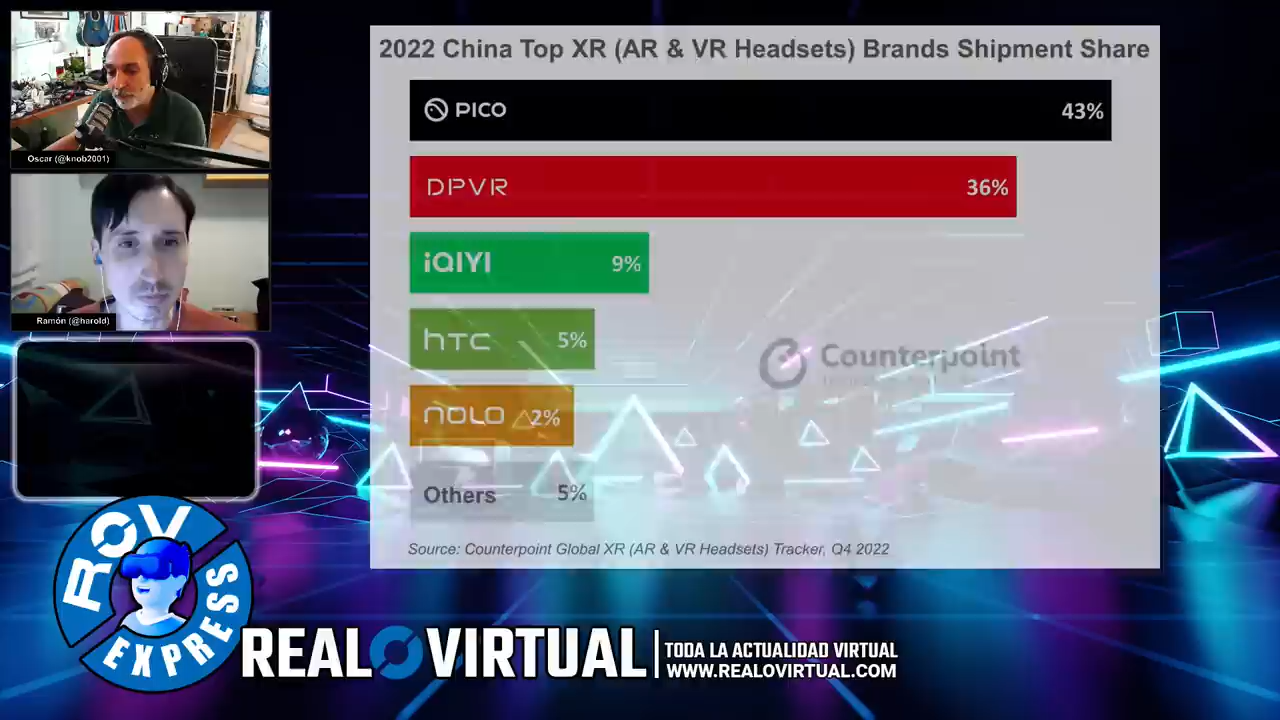 2022 China Top XR (AR & VR Headsets) Brands Shipment Share
PICO 43%
DPVR 36%
iQIYI 9%
hTC 5%
NOLO 2%
Others 5%
Counterpoint
Source: Counterpoint Global XR (AR & VR Headsets) Tracker, Q4 2022
Oscar (@knob2001)
Ramón (@harold)
ROV
EXPRESS
REAL O VIRTUAL
TODA LA ACTUALIDAD VIRTUAL
WWW.REALOVIRTUAL.COM